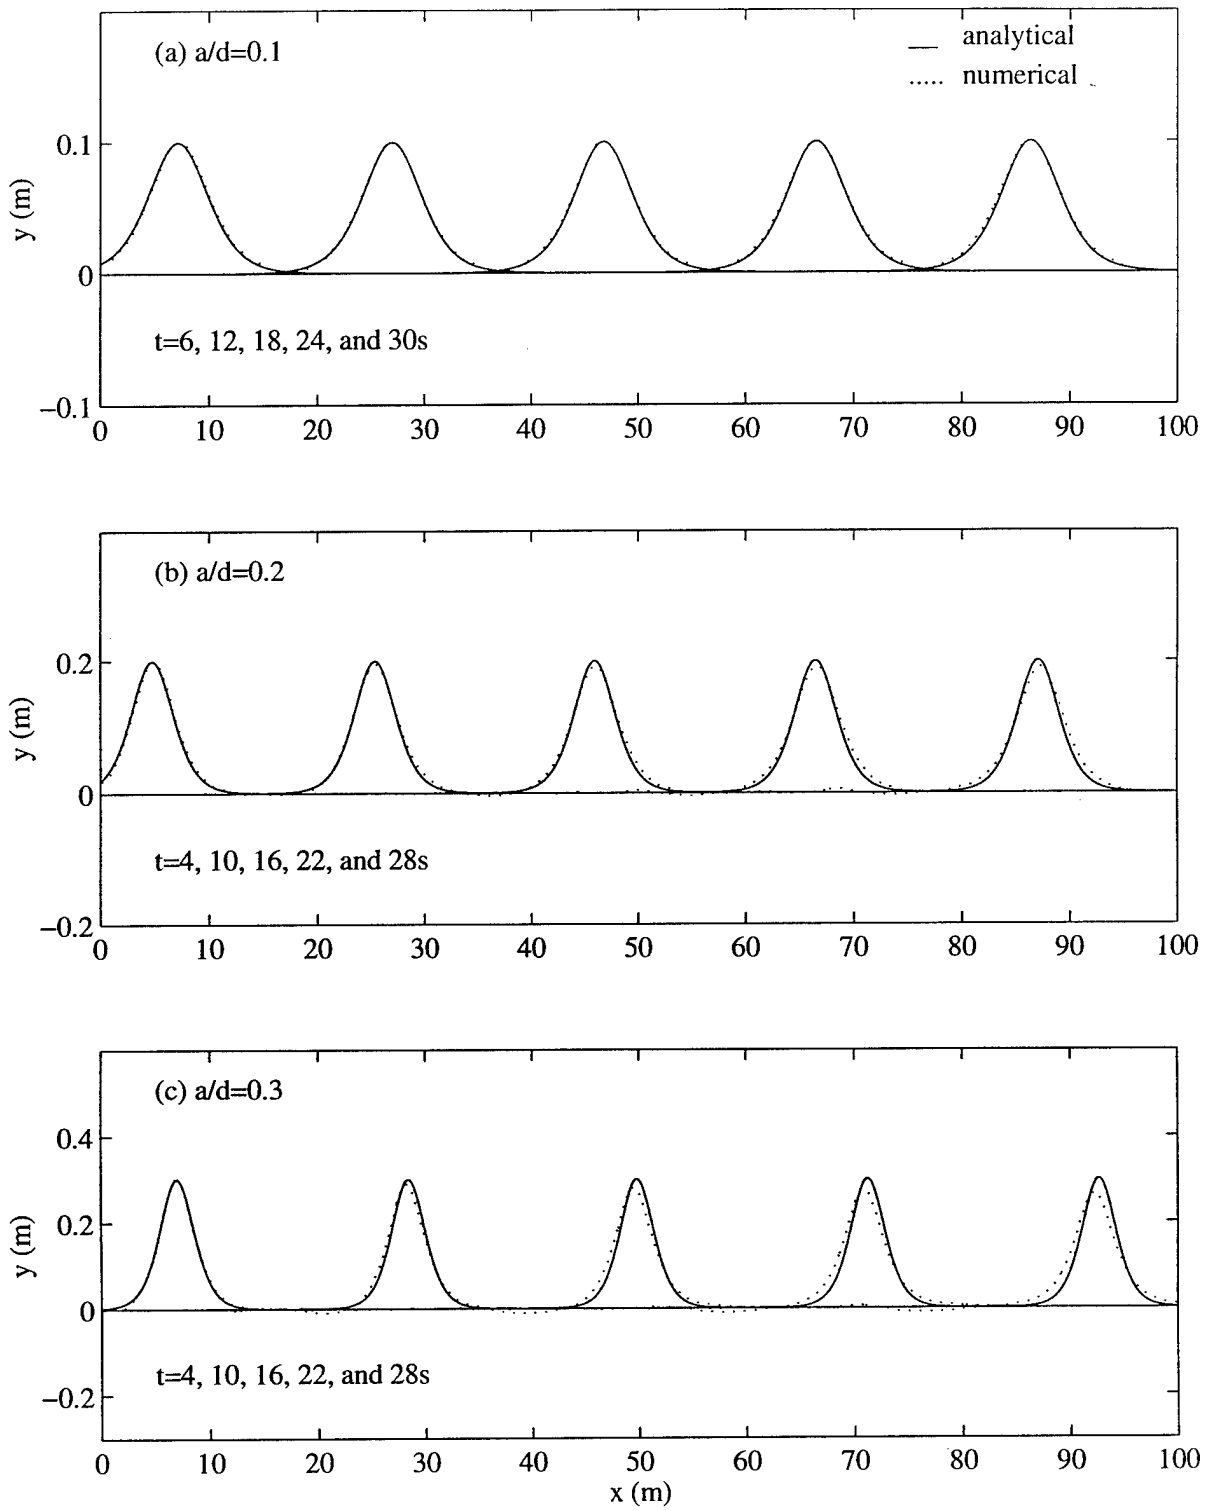 (a) a/d=0.1
analytical
numerical
0.1
0
−0.1
y (m)
t=6, 12, 18, 24, and 30s
0 10 20 30 40 50 60 70 80 90 100
(b) a/d=0.2
0.2
0
−0.2
y (m)
t=4, 10, 16, 22, and 28s
0 10 20 30 40 50 60 70 80 90 100
(c) a/d=0.3
0.4
0.2
0
−0.2
y (m)
t=4, 10, 16, 22, and 28s
0 10 20 30 40 50 60 70 80 90 100
x (m)